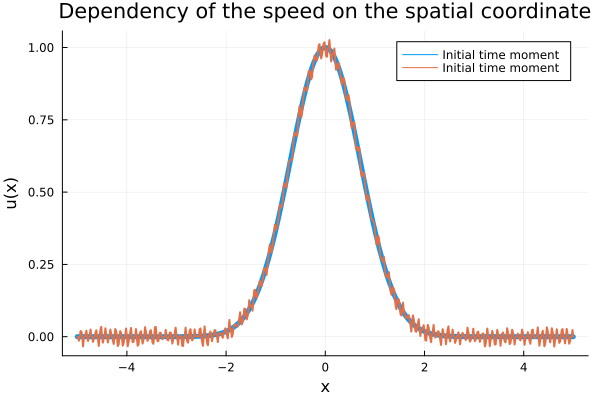 Dependency of the speed on the spatial coordinate
Initial time moment
Initial time moment
1.00
0.75
0.50
0.25
0.00
u(x)
−4 −2 0 2 4
x